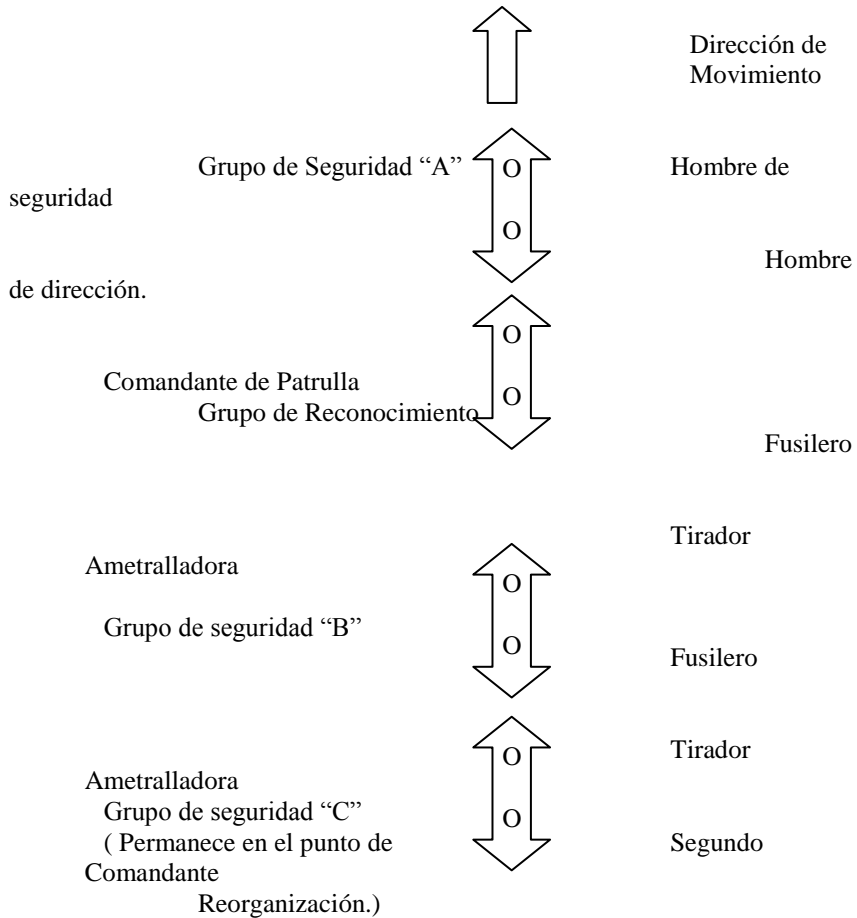 Dirección de
Movimiento
Grupo de Seguridad “A” O Hombre de
seguridad
O
Hombre
de dirección.
O
Comandante de Patrulla O
Grupo de Reconocimiento
Fusilero
Tirador
Ametralladora
O
Grupo de seguridad “B” O
Fusilero
Tirador
O
Ametralladora
Grupo de seguridad “C”
O
( Permanece en el punto de Segundo
Comandante
Reorganización.)